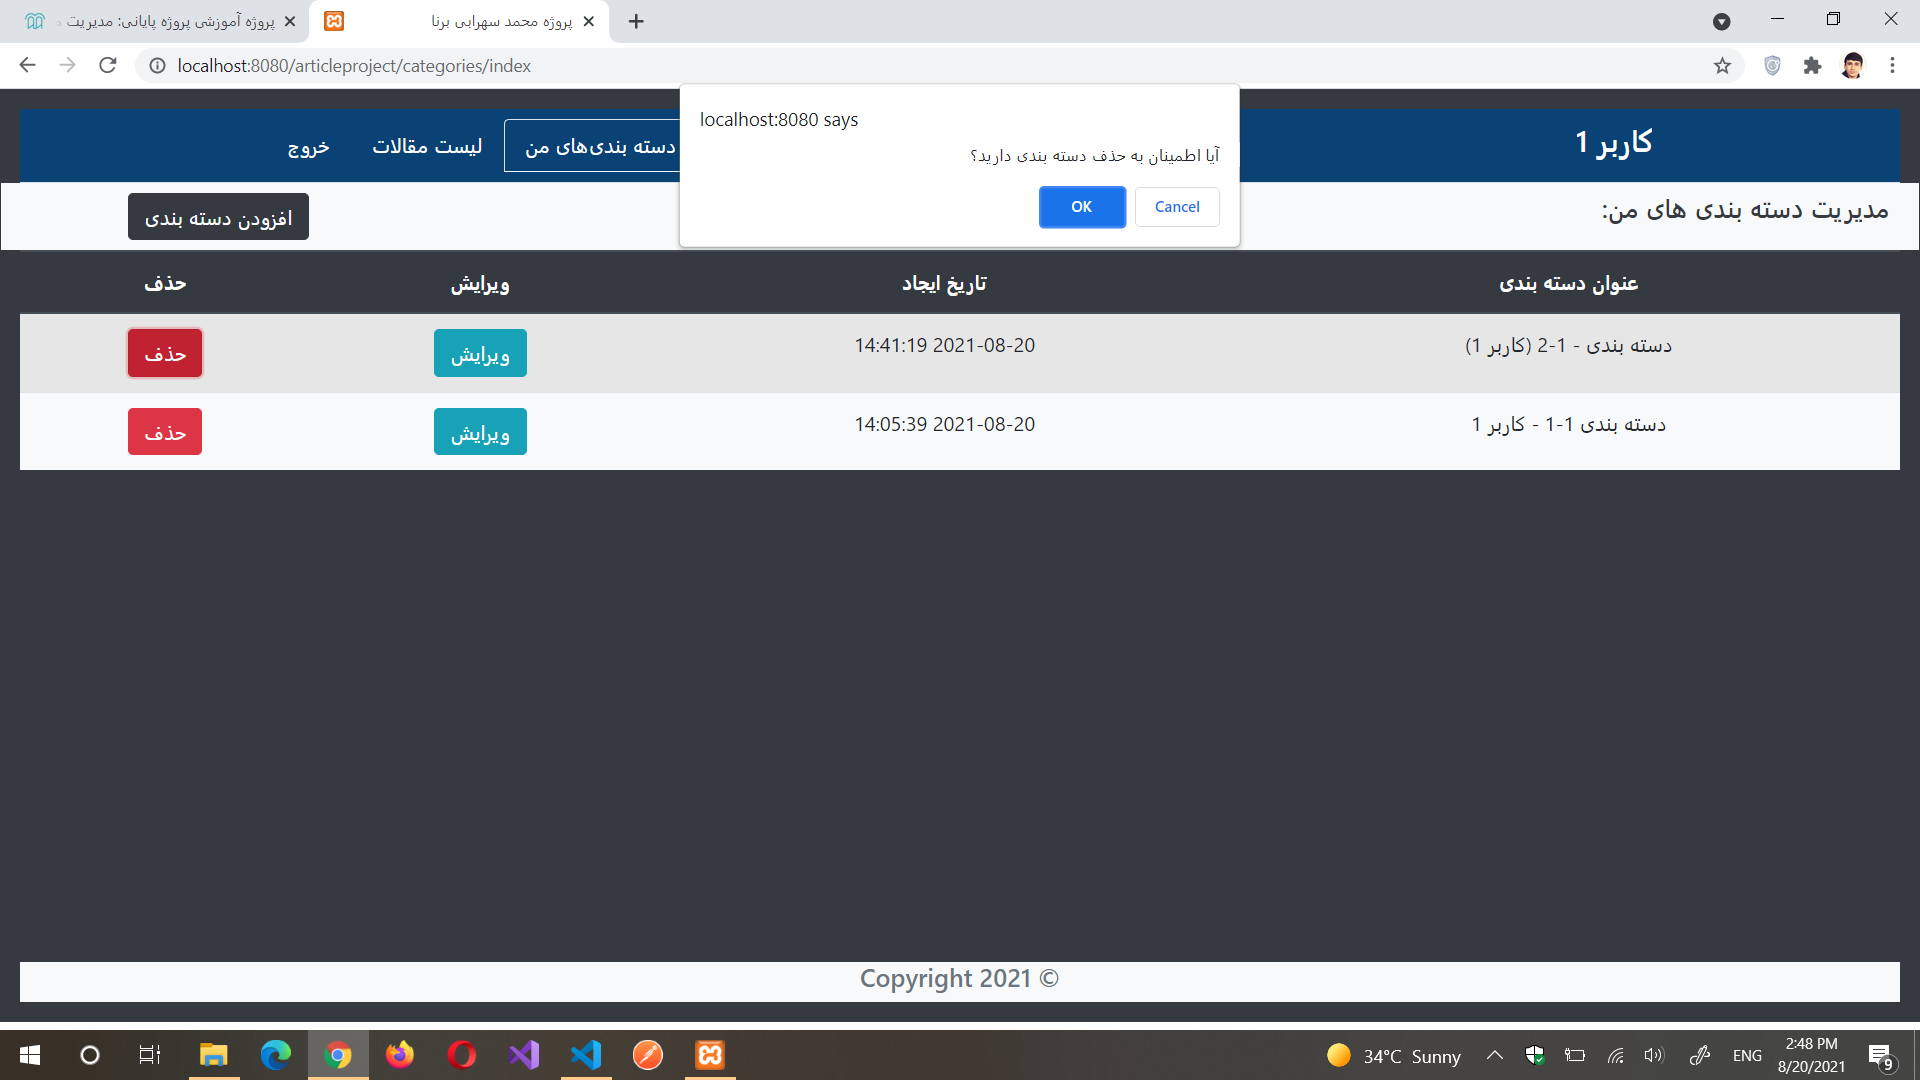 پروژه آموزشی پروژه پایانی: مدیریت
پروژه محمد سهرابی برنا
localhost:8080/articleproject/categories/index
localhost:8080 says
آیا اطمینان به حذف دسته بندی دارید؟
OK
Cancel
کاربر 1
دسته بندی‌های من
لیست مقالات
خروج
مدیریت دسته بندی های من:
افزودن دسته بندی
عنوان دسته بندی
تاریخ ایجاد
ویرایش
حذف
دسته بندی - 1-2 (کاربر 1)
2021-08-20 14:41:19
ویرایش
حذف
دسته بندی 1-1 - کاربر 1
2021-08-20 14:05:39
ویرایش
حذف
Copyright 2021 ©
34°C Sunny
ENG
2:48 PM
8/20/2021
9